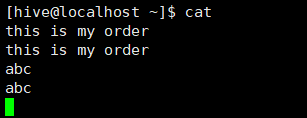 [hive@localhost ~]$ cat
this is my order
this is my order
abc
abc